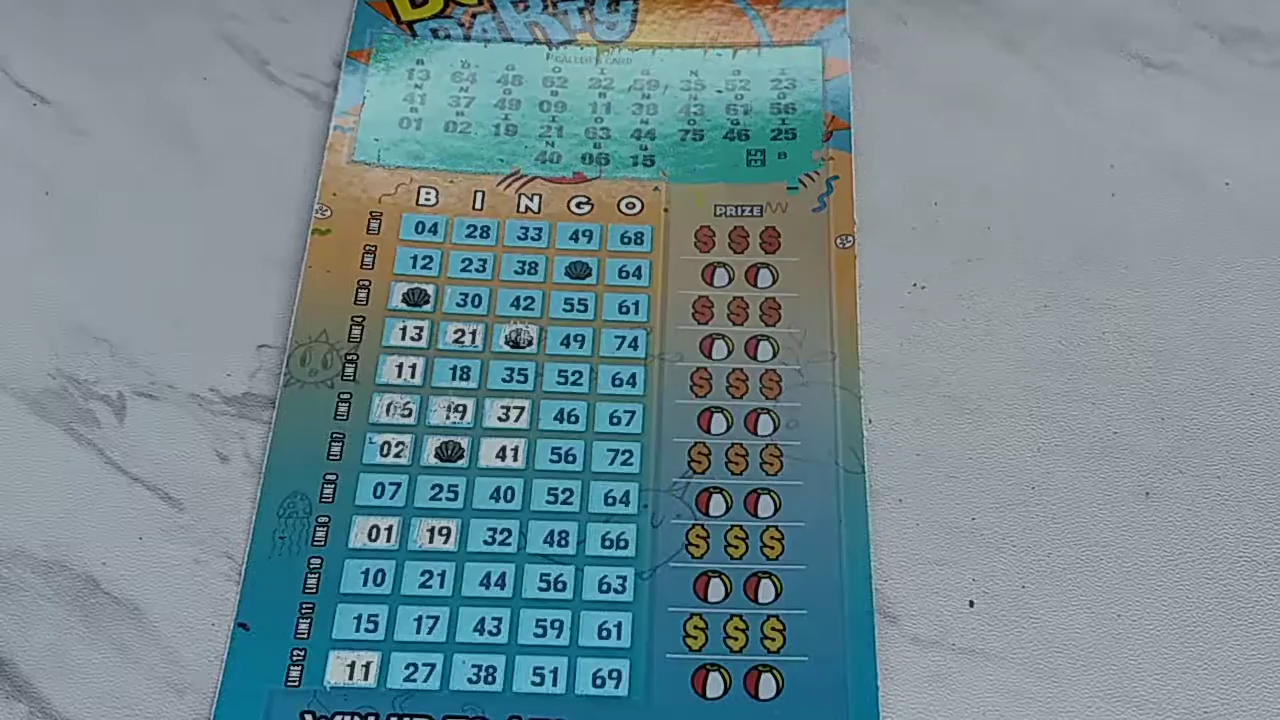 PARTY
CALLER'S CARD
B O G O I G N O I
13 64 48 62 22 59 35 52 23
N N G B B N N O G
41 37 49 09 11 38 43 61 56
B B I I O G O G I
01 02 19 21 63 44 75 46 25
N B B
40 06 15
B
B I N G O PRIZE
LINE 1 04 28 33 49 68 $ $ $
LINE 2 12 23 38 64
LINE 3 30 42 55 61 $ $ $
LINE 4 13 21 49 74
LINE 5 11 18 35 52 64 $ $ $
LINE 6 06 19 37 46 67
LINE 7 02 41 56 72 $ $ $
LINE 8 07 25 40 52 64
LINE 9 01 19 32 48 66 $ $ $
LINE 10 10 21 44 56 63
LINE 11 15 17 43 59 61 $ $ $
LINE 12 11 27 38 51 69
WIN UP TO